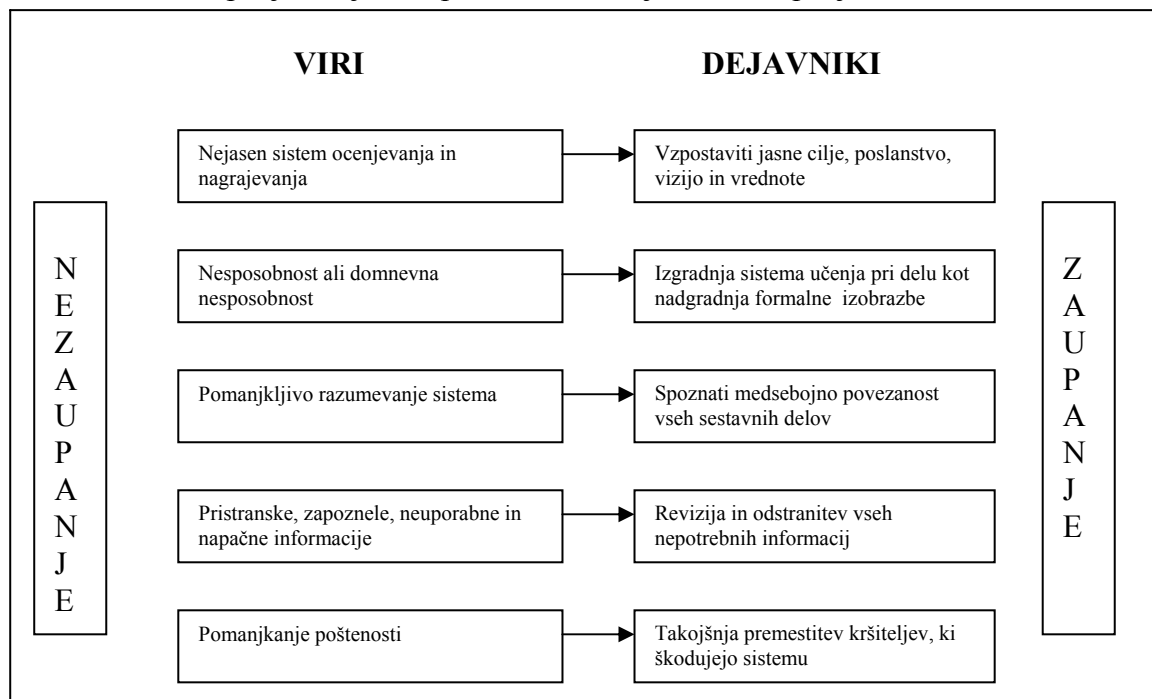 VIRI
DEJAVNIKI
NEZAUPANJE
Nejasen sistem ocenjevanja in
nagrajevanja
Vzpostaviti jasne cilje, poslanstvo,
vizijo in vrednote
Nesposobnost ali domnevna
nesposobnost
Izgradnja sistema učenja pri delu kot
nadgradnja formalne izobrazbe
Pomanjkljivo razumevanje sistema
Spoznati medsebojno povezanost
vseh sestavnih delov
Pristranske, zapoznele, neuporabne in
napačne informacije
Revizija in odstranitev vseh
nepotrebnih informacij
Pomanjkanje poštenosti
Takojšnja premestitev kršiteljev, ki
škodujejo sistemu
ZAUPANJE